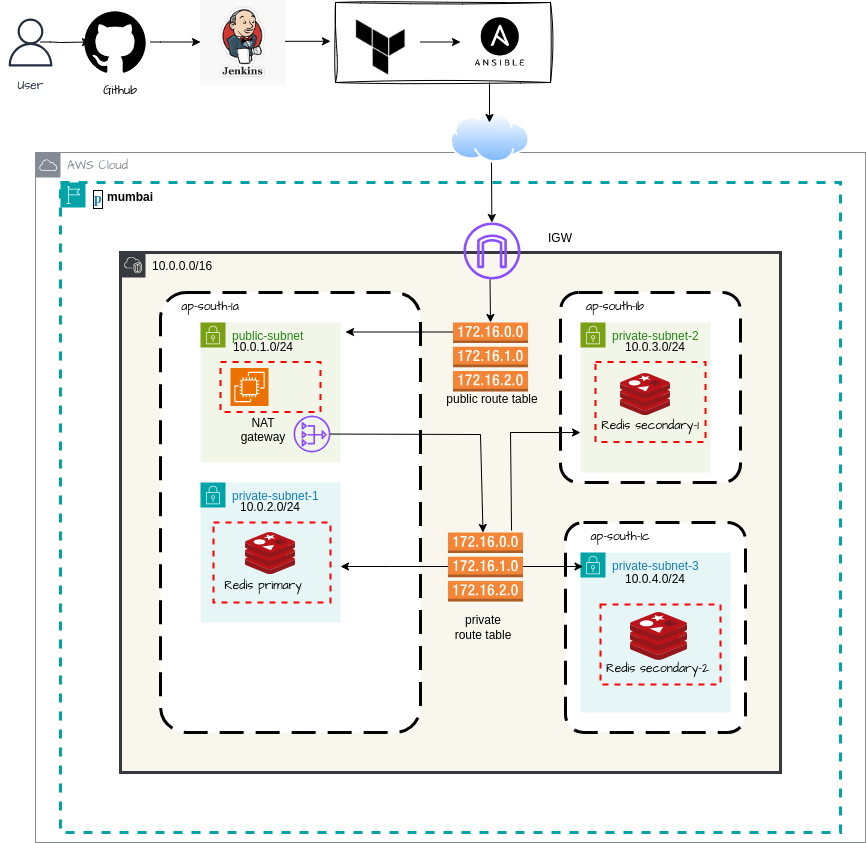 User
Github
Jenkins
ANSIBLE
AWS Cloud
p mumbai
IGW
10.0.0.0/16
ap-south-1a
public-subnet
10.0.1.0/24
NAT
gateway
private-subnet-1
10.0.2.0/24
Redis primary
172.16.0.0
172.16.1.0
172.16.2.0
public route table
172.16.0.0
172.16.1.0
172.16.2.0
private
route table
ap-south-1b
private-subnet-2
10.0.3.0/24
Redis secondary-1
ap-south-1c
private-subnet-3
10.0.4.0/24
Redis secondary-2